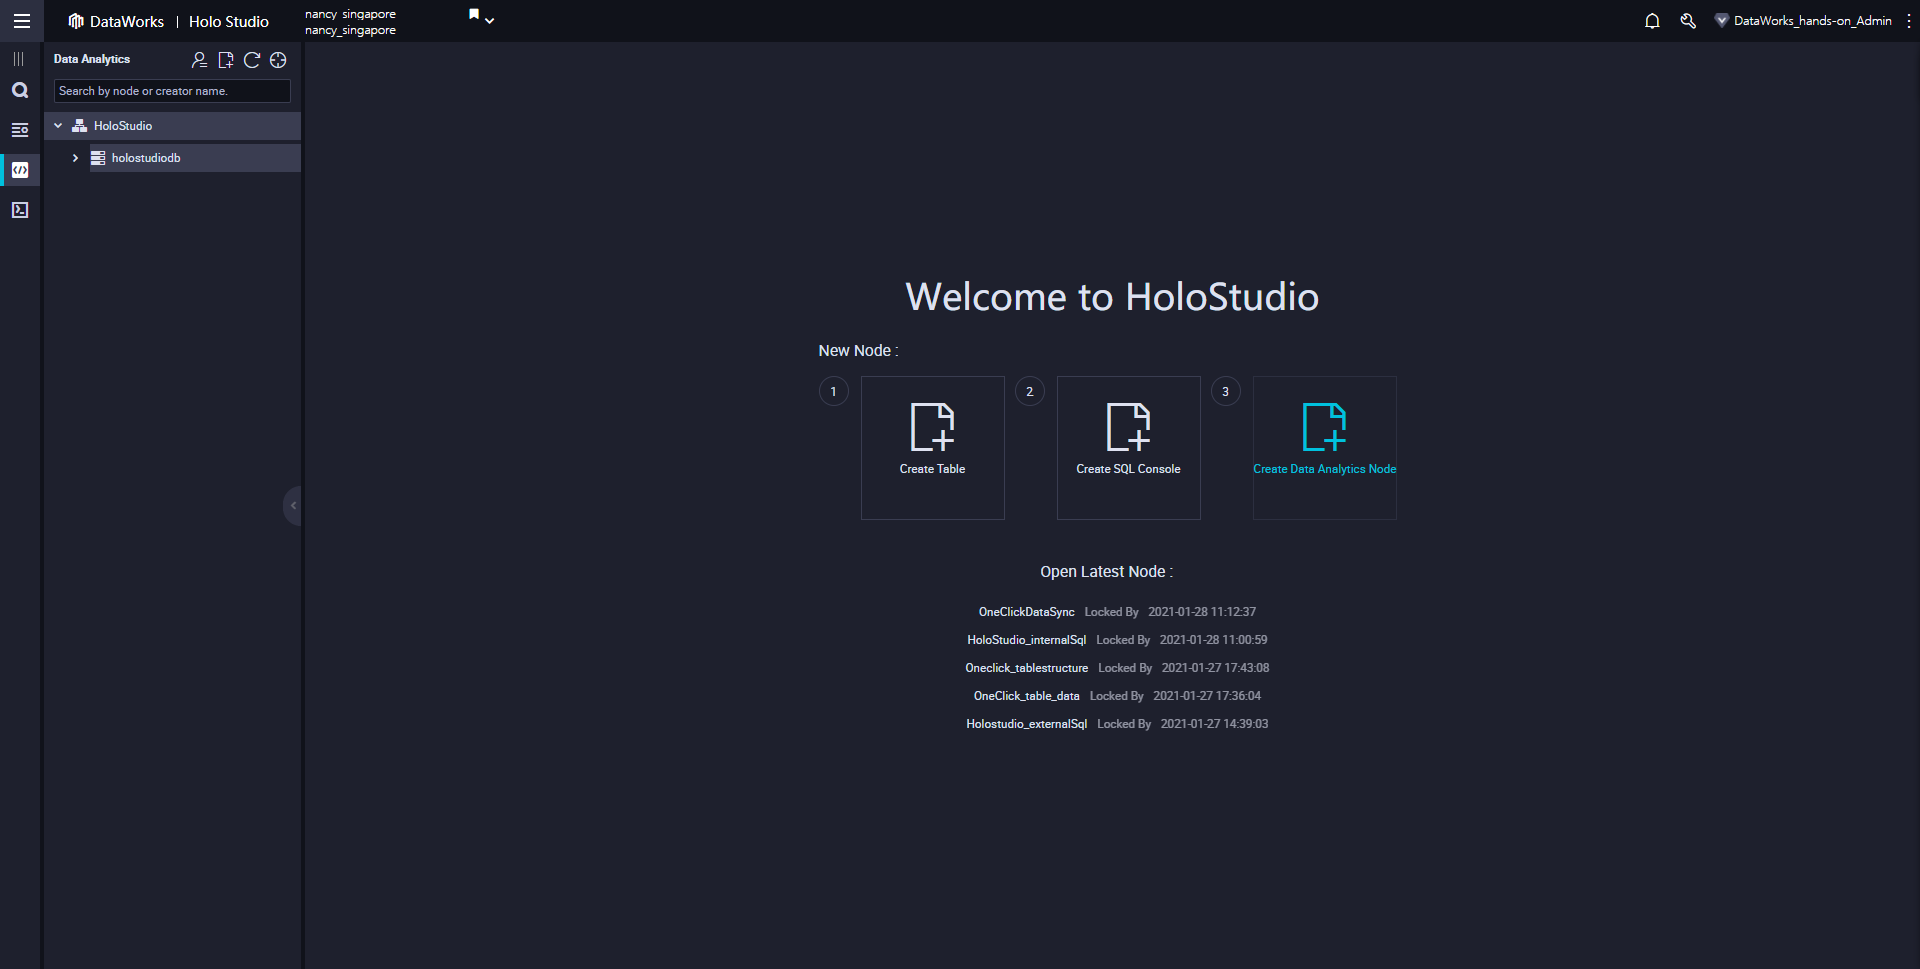 DataWorks | Holo Studio
nancy singapore
nancy_singapore
DataWorks_hands-on_Admin
Data Analytics
Search by node or creator name.
HoloStudio
holostudiodb
Welcome to HoloStudio
New Node :
1
Create Table
2
Create SQL Console
3
Create Data Analytics Node
Open Latest Node :
OneClickDataSync Locked By 2021-01-28 11:12:37
HoloStudio_internalSql Locked By 2021-01-28 11:00:59
Oneclick_tablestructure Locked By 2021-01-27 17:43:08
OneClick_table_data Locked By 2021-01-27 17:36:04
Holostudio_externalSql Locked By 2021-01-27 14:39:03